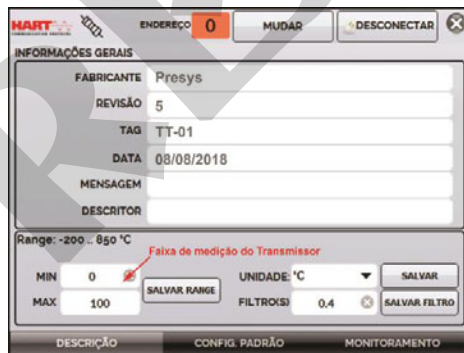 HART ENDEREÇO 0 MUDAR DESCONECTAR
COMMUNICATION PROTOCOL
INFORMAÇÕES GERAIS
FABRICANTE Presys
REVISÃO 5
TAG TT-01
DATA 08/08/2018
MENSAGEM
DESCRITOR
Range: -200 .. 850 °C
Faixa de medição do Transmissor
MIN 0 SALVAR RANGE UNIDADE: °C SALVAR
MAX 100 FILTRO(S) 0.4 SALVAR FILTRO
DESCRIÇÃO CONFIG. PADRÃO MONITORAMENTO